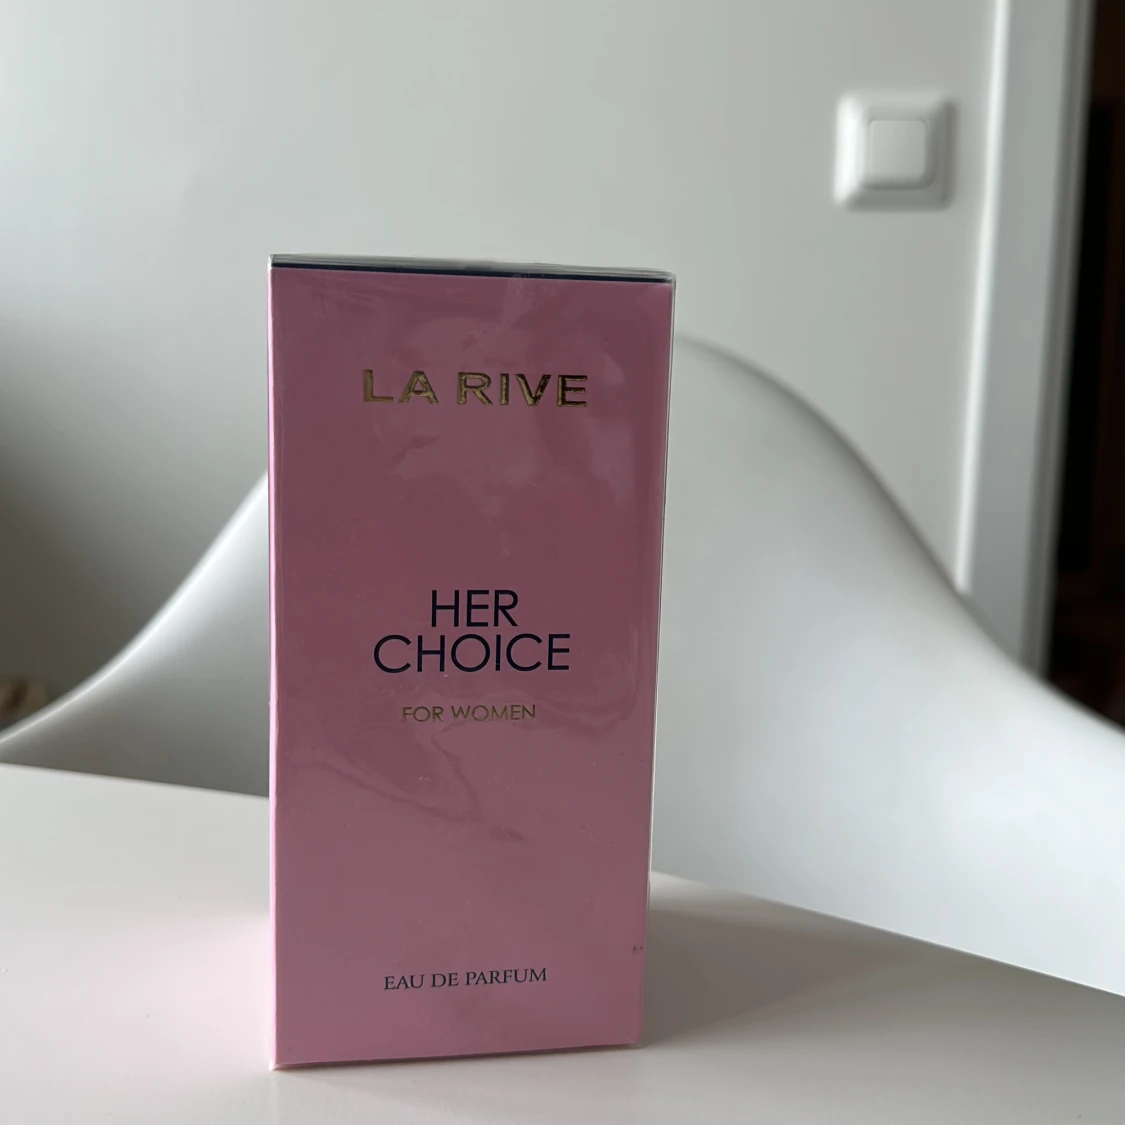 LA RIVE
HER
CHOICE
FOR WOMEN
EAU DE PARFUM